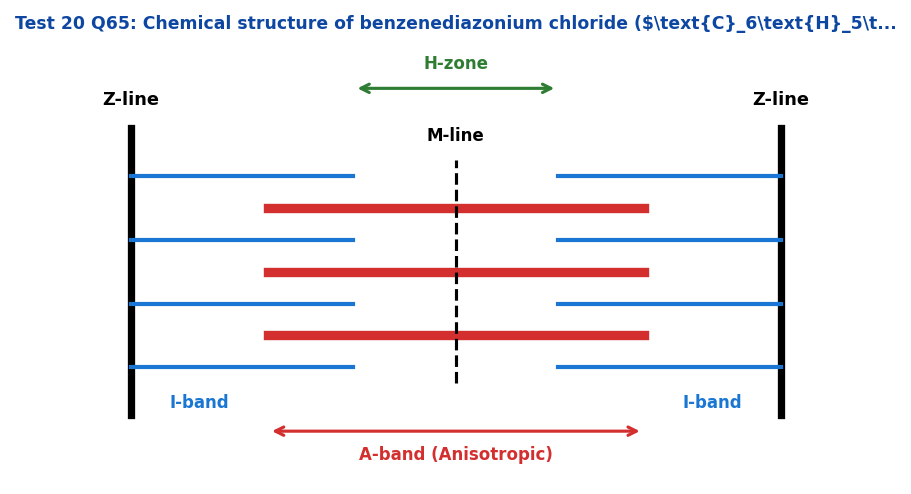 Test 20 Q65: Chemical structure of benzenediazonium chloride ($\text{C}_6\text{H}_5\t...
H-zone
Z-line
Z-line
M-line
I-band
I-band
A-band (Anisotropic)